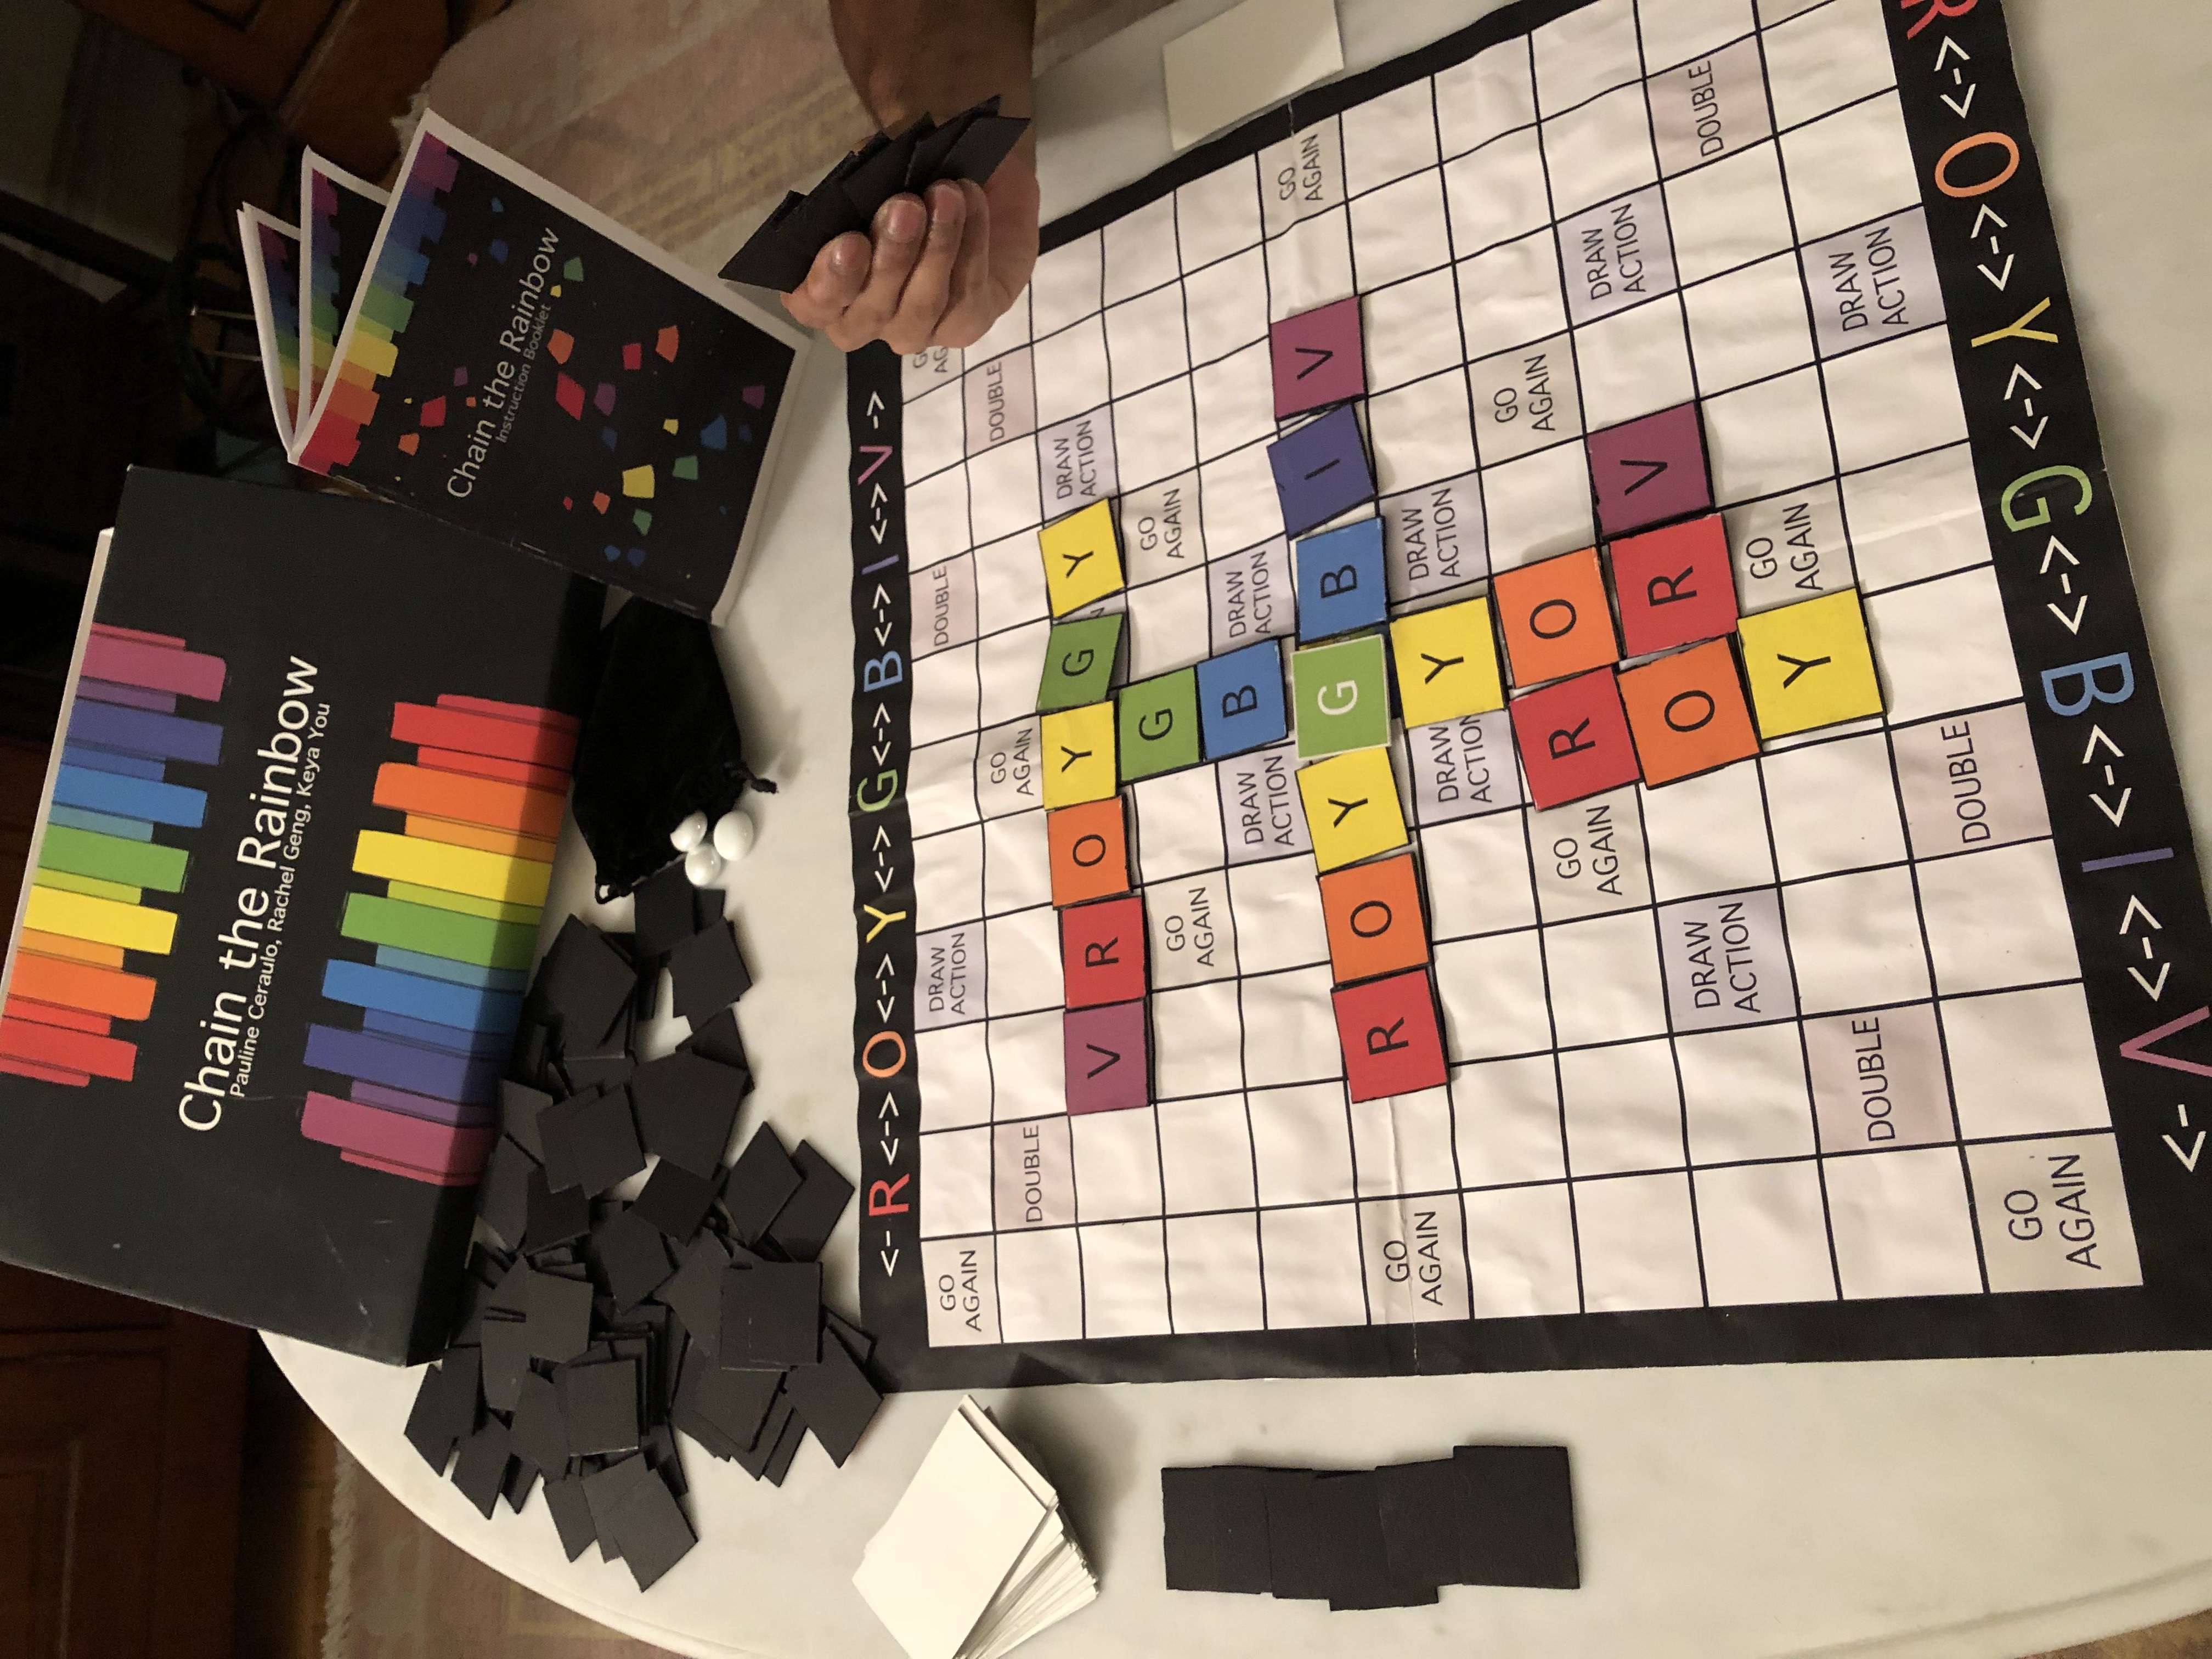 Chain the Rainbow
Pauline Ceraulo, Rachel Geng, Keya You
Chain the Rainbow
Instruction Booklet
<- R <-> O <-> Y <-> G <-> B <-> I <-> V ->
GO
AGAIN
DRAW
ACTION
DOUBLE
DOUBLE
GO
AGAIN
DOUBLE
V R O Y G Y
DRAW
ACTION
GO
AGAIN
G
GO
AGAIN
DRAW
ACTION
B
DRAW
ACTION
R O Y G B I V
GO
AGAIN
GO
AGAIN
DRAW
ACTION
Y
DRAW
ACTION
GO
AGAIN
R O
GO
AGAIN
DRAW
ACTION
O R V
DRAW
ACTION
Y
GO
AGAIN
DOUBLE
DOUBLE
DRAW
ACTION
GO
AGAIN
DOUBLE
R <-> O <-> Y <-> G <-> B <-> I <-> V ->